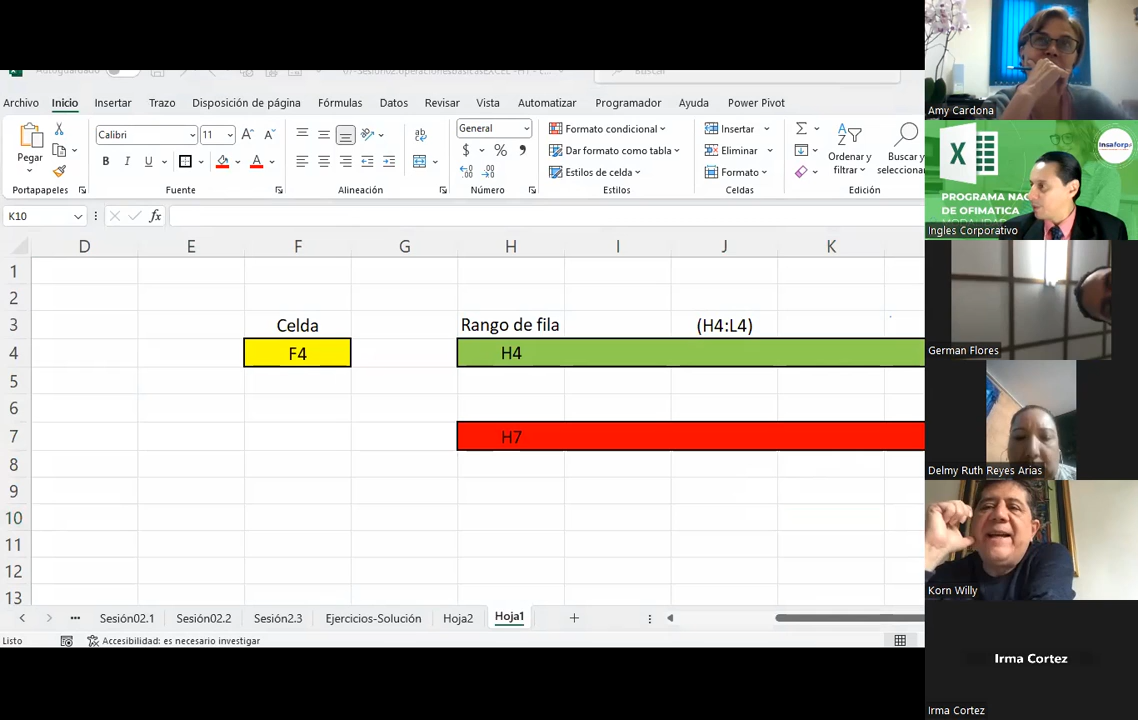 Autoguardado
Buscar
Archivo Inicio Insertar Trazo Disposición de página Fórmulas Datos Revisar Vista Automatizar Programador Ayuda Power Pivot
Pegar
Calibri 11
General
Formato condicional
Dar formato como tabla
Estilos de celda
Insertar
Eliminar
Formato
Ordenar y
filtrar
Buscar y
seleccionar
Portapapeles Fuente Alineación Número Estilos Celdas Edición
K10
fx
D E F G H I J K
1
2
3 Celda Rango de fila (H4:L4)
4 F4 H4
5
6
7 H7
8
9
10
11
12
13
Sesión02.1 Sesión02.2 Sesión2.3 Ejercicios-Solución Hoja2 Hoja1
Listo Accesibilidad: es necesario investigar
Amy Cardona
insaforp
PROGRAMA NAC
DE OFIMATICA
Ingles Corporativo
German Flores
Delmy Ruth Reyes Arias
Korn Willy
Irma Cortez
Irma Cortez